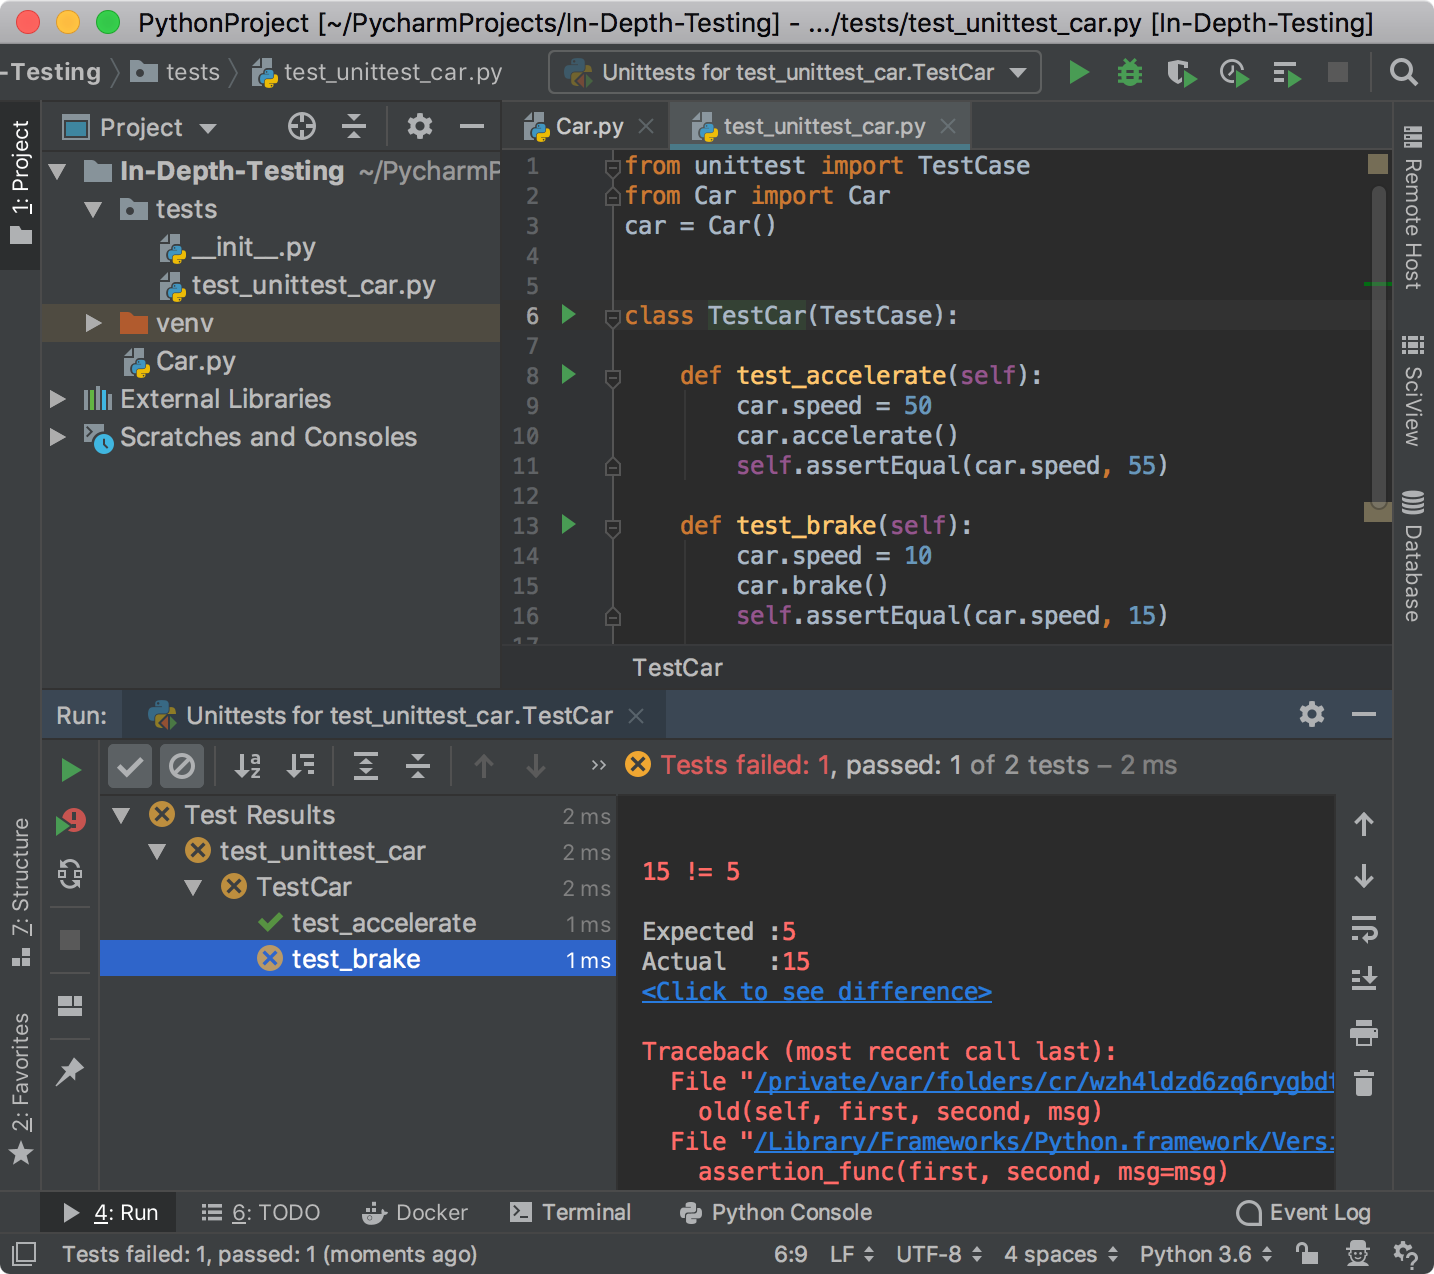 PythonProject [~/PycharmProjects/In-Depth-Testing] - .../tests/test_unittest_car.py [In-Depth-Testing]
-Testing tests test_unittest_car.py Unittests for test_unittest_car.TestCar
1: Project
Project
Car.py test_unittest_car.py
In-Depth-Testing ~/PycharmP
tests
__init__.py
test_unittest_car.py
venv
Car.py
External Libraries
Scratches and Consoles
1 from unittest import TestCase
2 from Car import Car
3 car = Car()
4
5
6 class TestCar(TestCase):
7
8 def test_accelerate(self):
9 car.speed = 50
10 car.accelerate()
11 self.assertEqual(car.speed, 55)
12
13 def test_brake(self):
14 car.speed = 10
15 car.brake()
16 self.assertEqual(car.speed, 15)
17
TestCar
Remote Host
SciView
Database
Run: Unittests for test_unittest_car.TestCar
Tests failed: 1, passed: 1 of 2 tests – 2 ms
Test Results 2 ms
test_unittest_car 2 ms
TestCar 2 ms
test_accelerate 1 ms
test_brake 1 ms
15 != 5
Expected :5
Actual :15
<Click to see difference>
Traceback (most recent call last):
File "/private/var/folders/cr/wzh4ldzd6zq6rygbdt
old(self, first, second, msg)
File "/Library/Frameworks/Python.framework/Versi
assertion_func(first, second, msg=msg)
7: Structure
2: Favorites
4: Run 6: TODO Docker Terminal Python Console Event Log
Tests failed: 1, passed: 1 (moments ago) 6:9 LF UTF-8 4 spaces Python 3.6